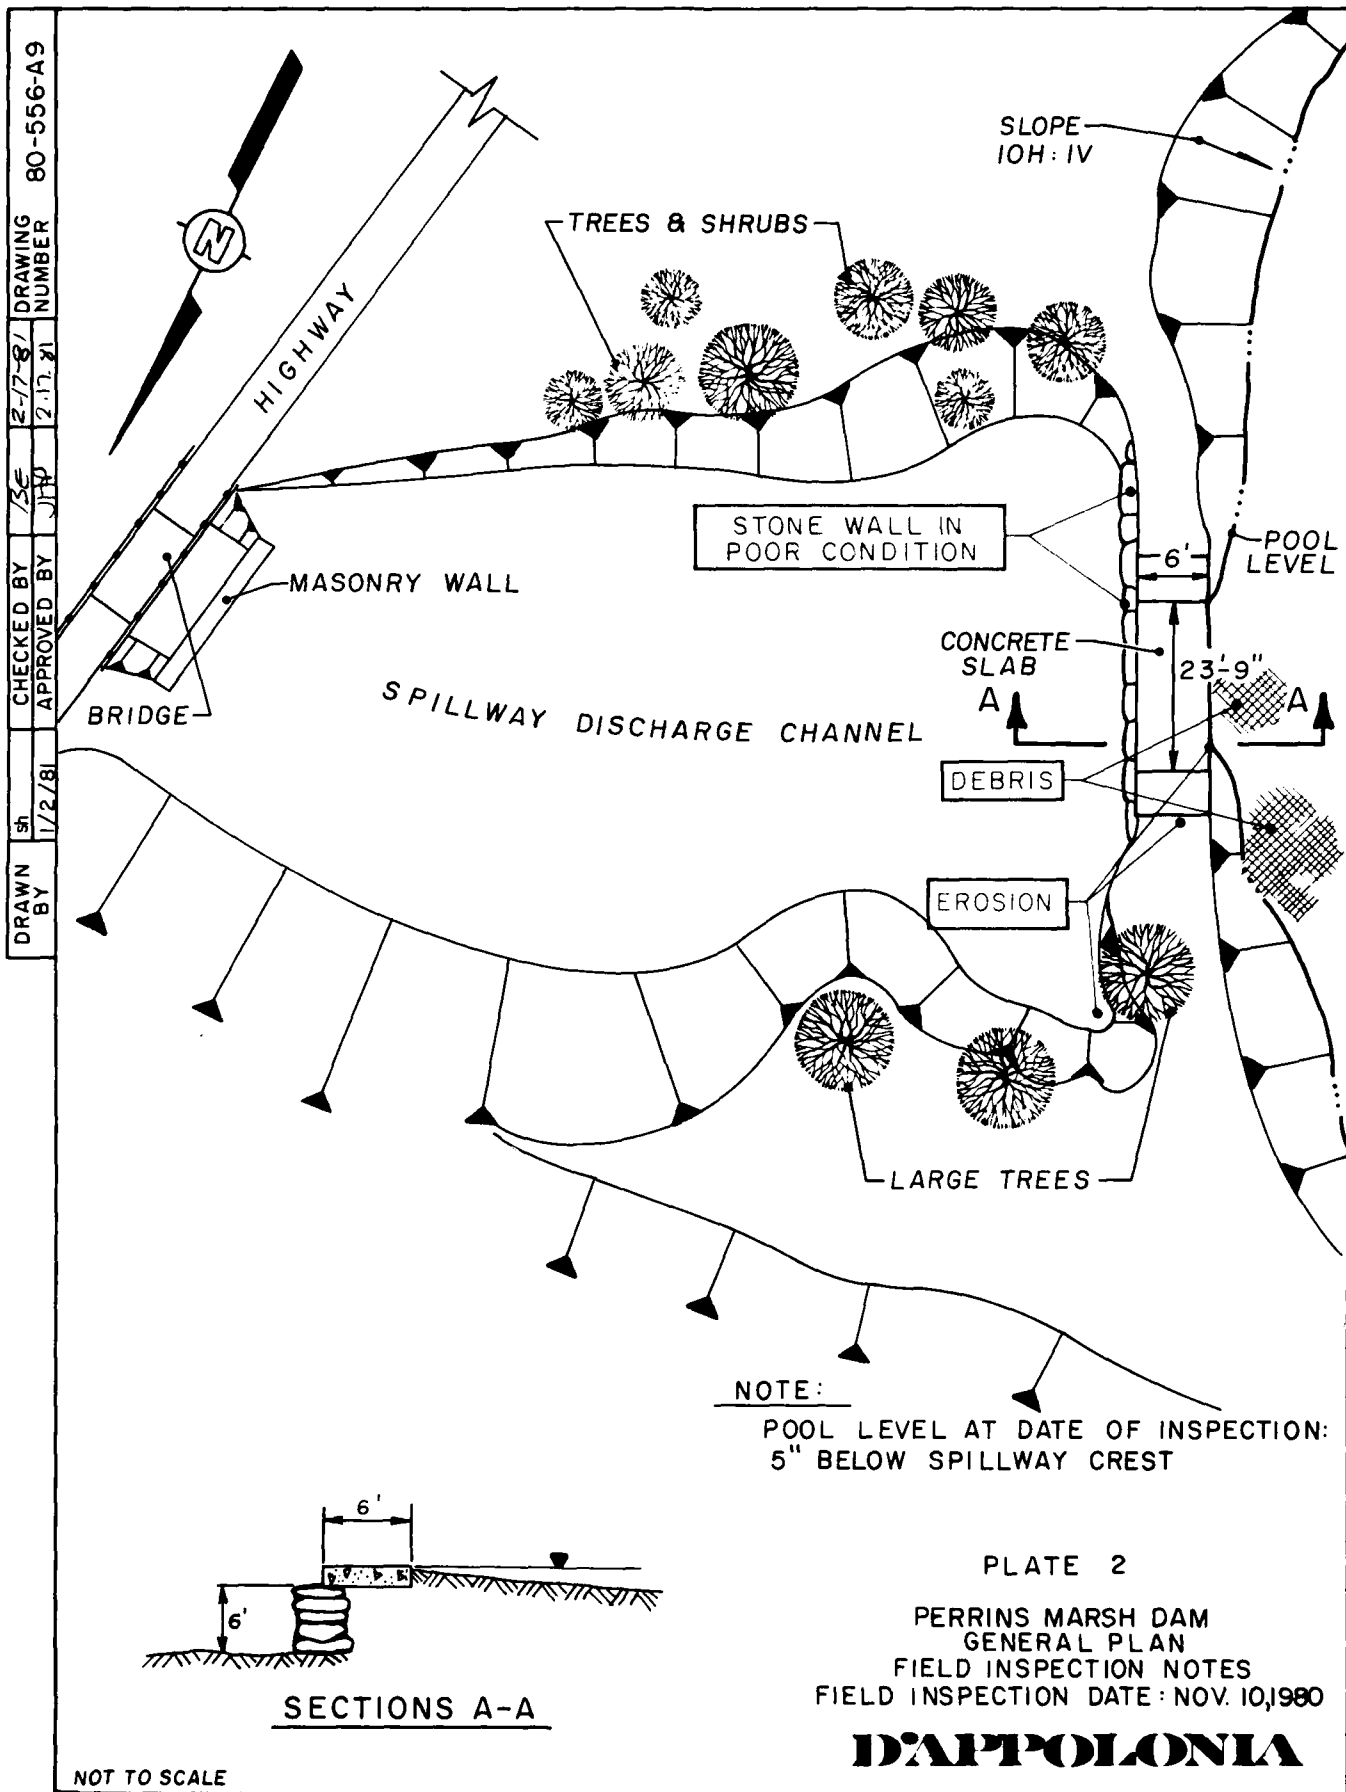 DRAWN BY
sh
1/2/81
CHECKED BY
APPROVED BY
2-17-81
2.17.81
DRAWING NUMBER
80-556-A9
N
HIGHWAY
TREES & SHRUBS
SLOPE
10H:1V
STONE WALL IN
POOR CONDITION
6'
POOL
LEVEL
MASONRY WALL
CONCRETE
SLAB
23'-9"
A
A
BRIDGE
SPILLWAY DISCHARGE CHANNEL
DEBRIS
EROSION
LARGE TREES
NOTE:
POOL LEVEL AT DATE OF INSPECTION:
5" BELOW SPILLWAY CREST
6'
6'
SECTIONS A-A
PLATE 2
PERRINS MARSH DAM
GENERAL PLAN
FIELD INSPECTION NOTES
FIELD INSPECTION DATE: NOV. 10,1980
D'APPOLONIA
NOT TO SCALE